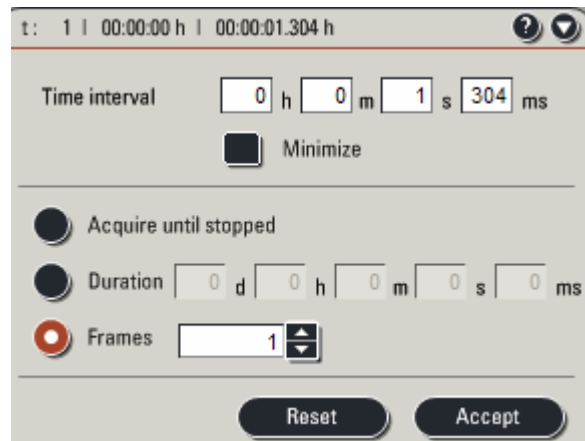 t: 1 | 00:00:00 h | 00:00:01.304 h ?
Time interval 0 h 0 m 1 s 304 ms
Minimize
Acquire until stopped
Duration 0 d 0 h 0 m 0 s 0 ms
Frames 1
Reset Accept